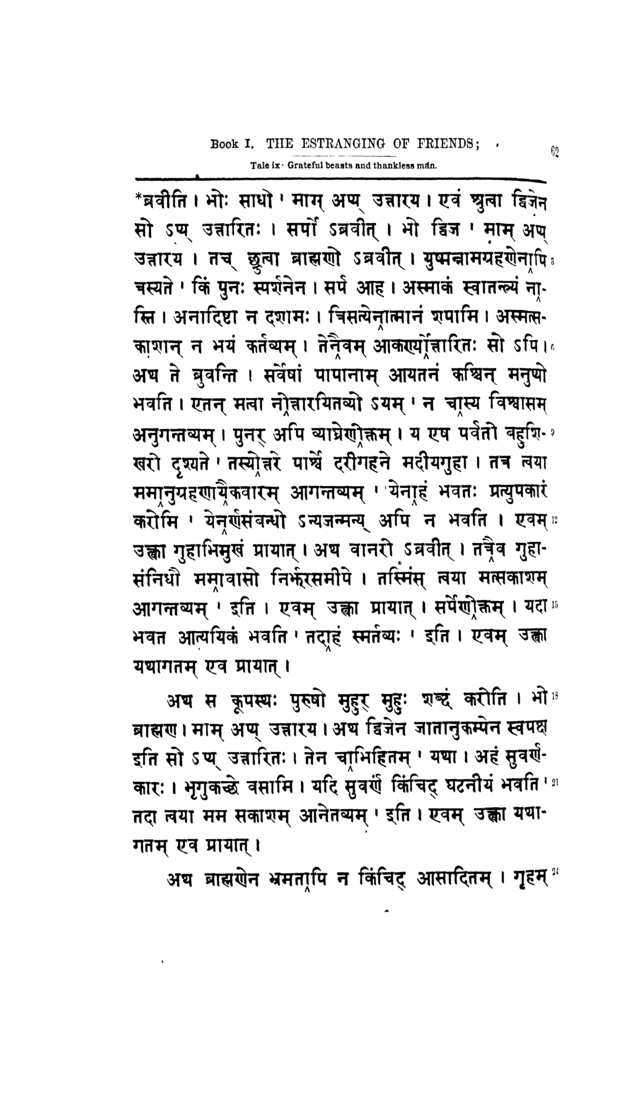 Book I. THE ESTRANGING OF FRIENDS;
62
Tale ix· Grateful beasts and thankless man.
*ब्रवीति । भोः साधो ' माम् अप्य् उत्तारय । एवं श्रुत्वा द्विजेन
सो ऽप्य् उत्तारितः । सर्पो ऽब्रवीत् । भो द्विज ' माम् अप्य्
उत्तारय । तच् छ्रुत्वा ब्राह्मणो ऽब्रवीत् । युष्मन्नामग्रहणेनापि 3
त्रस्यते ' किं पुनः स्पर्शनेन । सर्प आह । अस्माकं स्वातन्त्र्यं ना-
स्ति । अनादिष्टा न दशामः । त्रिसत्येनात्मानं शपामि । अस्मत्स-
काशान् न भयं कर्तव्यम् । तेनैवम् आकर्ण्योत्तारितः सो ऽपि । 6
अथ ते ब्रुवन्ति । सर्वेषां पापानाम् आयतनं कश्चिन् मनुष्यो
भवति । एतन् मत्वा नोत्तारयितव्यो ऽयम् ' न चास्य विश्वासम्
अनुगन्तव्यम् । पुनर् अपि व्याघ्रेणोक्तम् । य एष पर्वतो बहुशि- 9
खरो दृश्यते ' तस्योत्तरे पार्श्वे दरीगहने मदीयगुहा । तत्र त्वया
ममानुग्रहणायैकवारम् आगन्तव्यम् ' येनाहं भवतः प्रत्युपकारं
करोमि ' येनर्णसंबन्धो ऽन्यजन्मन्य् अपि न भवति । एवम् 12
उक्त्वा गुहाभिमुखं प्रायात् । अथ वानरो ऽब्रवीत् । तत्रैव गुहा-
संनिधौ ममावासो निर्झरसमीपे । तस्मिंस् त्वया मत्सकाशम्
आगन्तव्यम् ' इति । एवम् उक्त्वा प्रायात् । सर्पेणोक्तम् । यदा 15
भवत आत्ययिकं भवति ' तदाहं स्मर्तव्यः ' इति । एवम् उक्त्वा
यथागतम् एव प्रायात् ।
अथ स कूपस्थः पुरुषो मुहुर् मुहुः शब्दं करोति । भो 18
ब्राह्मण । माम् अप्य् उत्तारय । अथ द्विजेन जातानुकम्पेन स्वपक्ष
इति सो ऽप्य् उत्तारितः । तेन चाभिहितम् ' यथा । अहं सुवर्ण-
कारः । भृगुकच्छे वसामि । यदि सुवर्णं किंचिद् घटनीयं भवति ' 21
तदा त्वया मम सकाशम् आनेतव्यम् ' इति । एवम् उक्त्वा यथा-
गतम् एव प्रायात् ।
अथ ब्राह्मणेन भ्रमतापि न किंचिद् आसादितम् । गृहम् 24